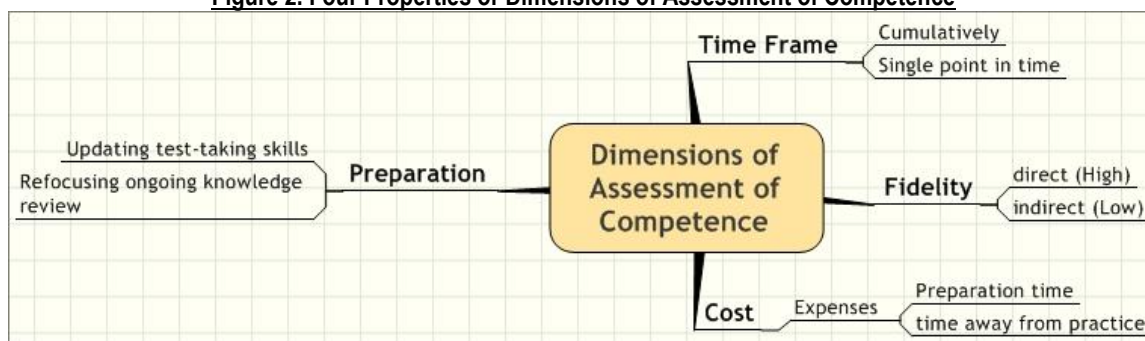 Figure 2. Four Properties or Dimensions of Assessment of Competence
Time Frame
Cumulatively
Single point in time
Updating test-taking skills
Refocusing ongoing knowledge
review
Preparation
Dimensions of
Assessment of
Competence
Fidelity
direct (High)
indirect (Low)
Cost
Expenses
Preparation time
time away from practice